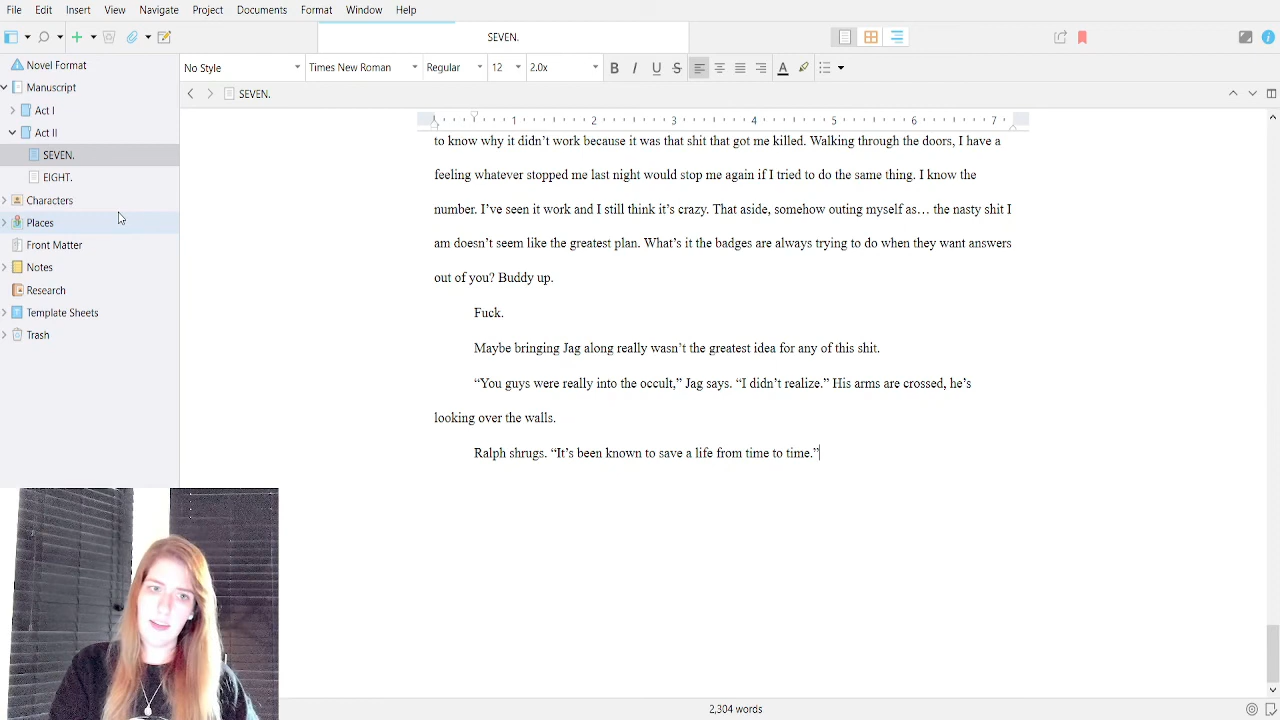 File Edit Insert View Navigate Project Documents Format Window Help
SEVEN.
No Style Times New Roman Regular 12 2.0x B I U S A
Novel Format
Manuscript
Act I
Act II
SEVEN.
EIGHT.
Characters
Places
Front Matter
Notes
Research
Template Sheets
Trash
SEVEN.
1 2 3 4 5 6 7
to know why it didn’t work because it was that shit that got me killed. Walking through the doors, I have a
feeling whatever stopped me last night would stop me again if I tried to do the same thing. I know the
number. I’ve seen it work and I still think it’s crazy. That aside, somehow outing myself as… the nasty shit I
am doesn’t seem like the greatest plan. What’s it the badges are always trying to do when they want answers
out of you? Buddy up.
Fuck.
Maybe bringing Jag along really wasn’t the greatest idea for any of this shit.
“You guys were really into the occult,” Jag says. “I didn’t realize.” His arms are crossed, he’s
looking over the walls.
Ralph shrugs. “It’s been known to save a life from time to time.”
2,304 words